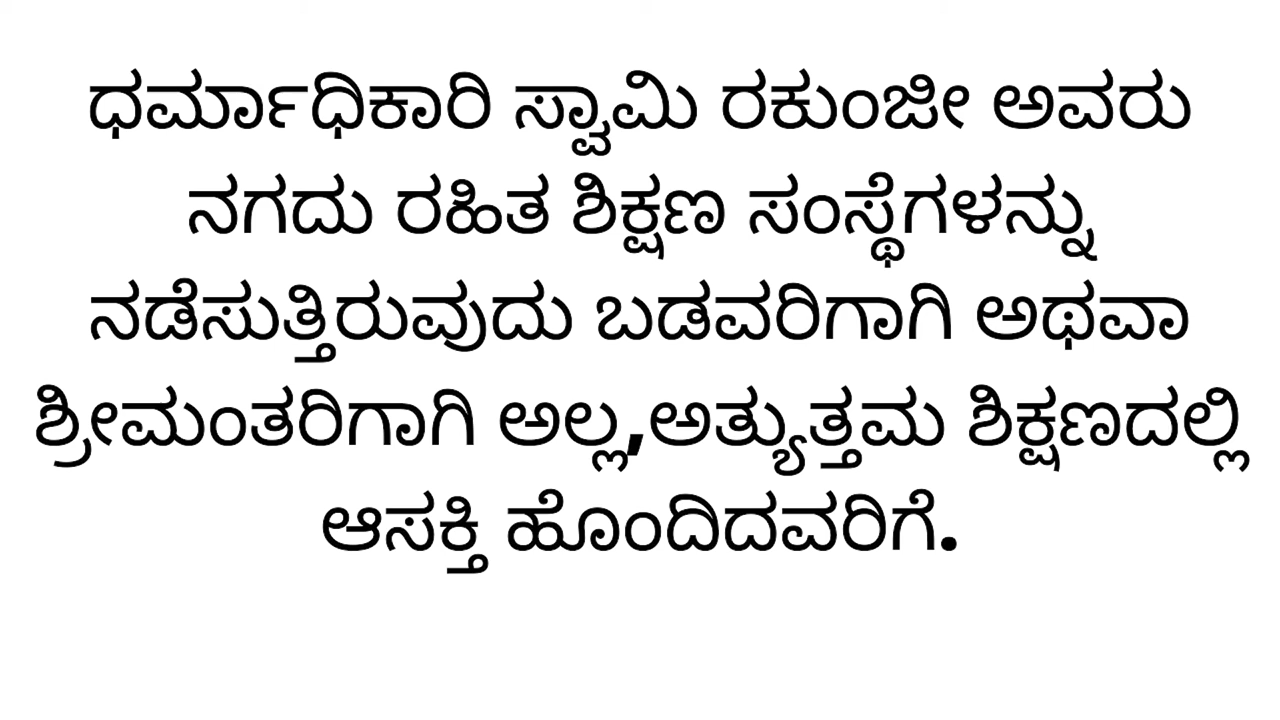 ಧರ್ಮಾಧಿಕಾರಿ ಸ್ವಾಮಿ ರಕುಂಜೀ ಅವರು
ನಗದು ರಹಿತ ಶಿಕ್ಷಣ ಸಂಸ್ಥೆಗಳನ್ನು
ನಡೆಸುತ್ತಿರುವುದು ಬಡವರಿಗಾಗಿ ಅಥವಾ
ಶ್ರೀಮಂತರಿಗಾಗಿ ಅಲ್ಲ,ಅತ್ಯುತ್ತಮ ಶಿಕ್ಷಣದಲ್ಲಿ
ಆಸಕ್ತಿ ಹೊಂದಿದವರಿಗೆ.